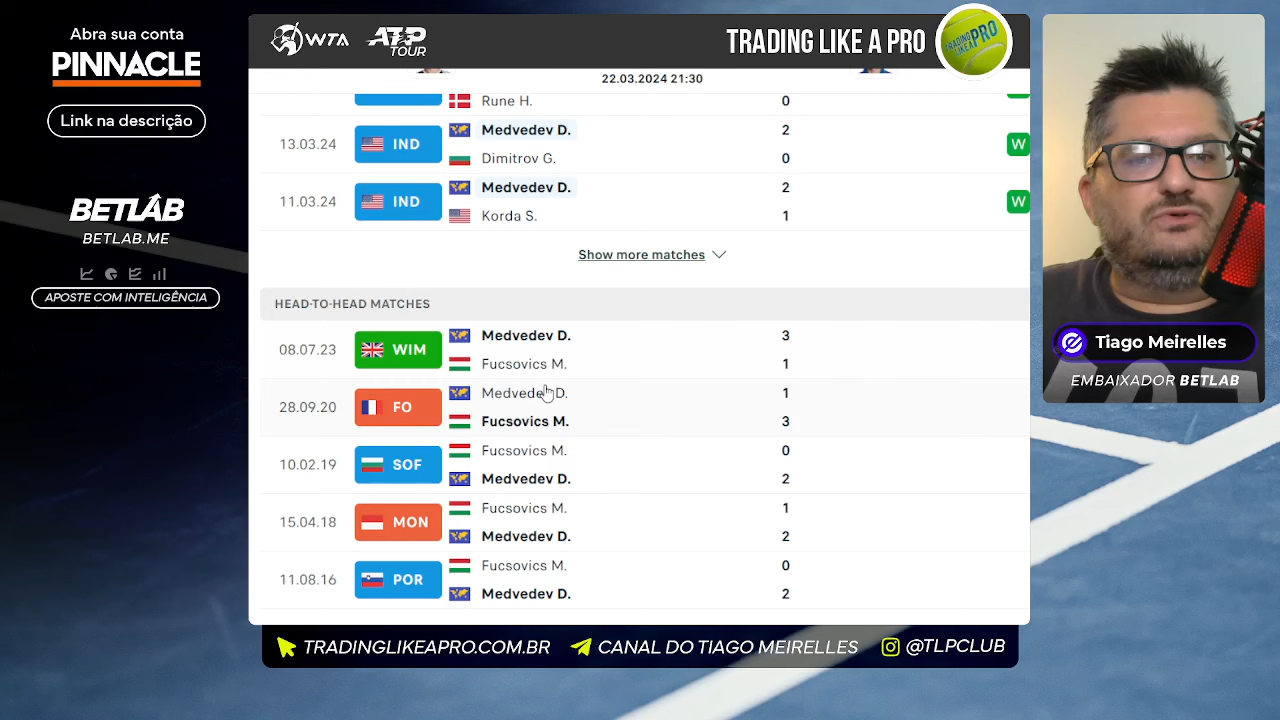 Abra sua conta
PINNACLE
Link na descrição
BETLAB
BETLAB.ME
APOSTE COM INTELIGÊNCIA
WTA
ATP
TOUR
TRADING LIKE A PRO
TRADING
LIKE A PRO
22.03.2024 21:30
Rune H. 0
13.03.24 IND Medvedev D. 2 W
Dimitrov G. 0
11.03.24 IND Medvedev D. 2 W
Korda S. 1
Show more matches
HEAD-TO-HEAD MATCHES
08.07.23 WIM Medvedev D. 3
Fucsovics M. 1
28.09.20 FO Medvedev D. 1
Fucsovics M. 3
10.02.19 SOF Fucsovics M. 0
Medvedev D. 2
15.04.18 MON Fucsovics M. 1
Medvedev D. 2
11.08.16 POR Fucsovics M. 0
Medvedev D. 2
Tiago Meirelles
EMBAIXADOR BETLAB
TRADINGLIKEAPRO.COM.BR CANAL DO TIAGO MEIRELLES @TLPCLUB